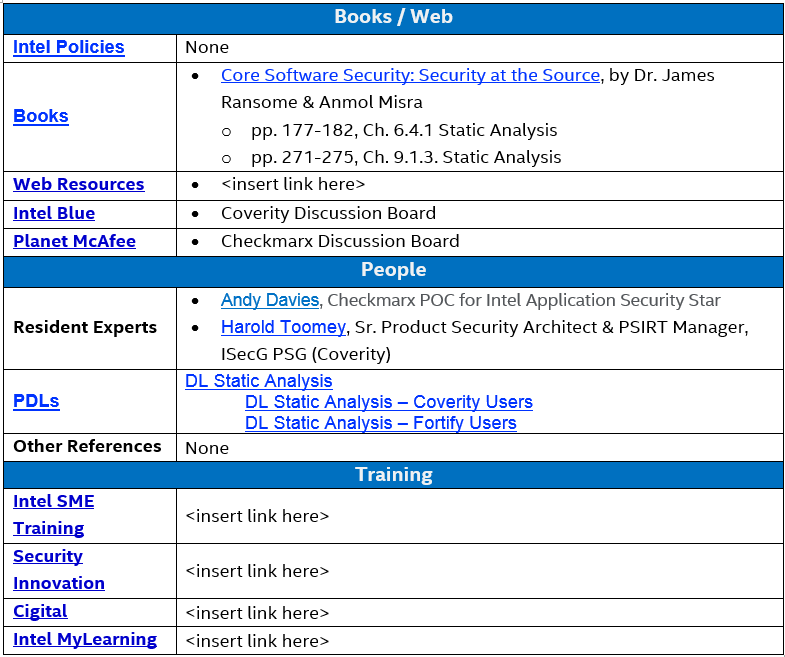 Books / Web
Intel Policies
None
Books
• Core Software Security: Security at the Source, by Dr. James
Ransome & Anmol Misra
o pp. 177-182, Ch. 6.4.1 Static Analysis
o pp. 271-275, Ch. 9.1.3. Static Analysis
Web Resources
• <insert link here>
Intel Blue
• Coverity Discussion Board
Planet McAfee
• Checkmarx Discussion Board
People
Resident Experts
• Andy Davies, Checkmarx POC for Intel Application Security Star
• Harold Toomey, Sr. Product Security Architect & PSIRT Manager,
ISecG PSG (Coverity)
PDLs
DL Static Analysis
DL Static Analysis – Coverity Users
DL Static Analysis – Fortify Users
Other References
None
Training
Intel SME
Training
<insert link here>
Security
Innovation
<insert link here>
Cigital
<insert link here>
Intel MyLearning
<insert link here>